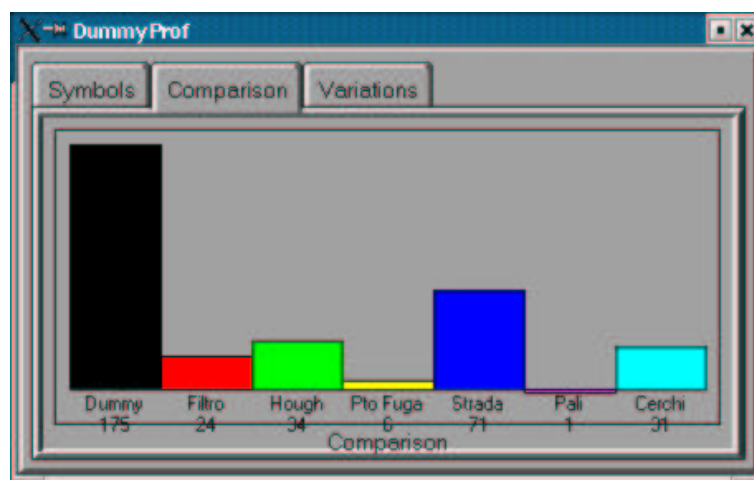 DummyProf
Symbols Comparison Variations
Dummy Filtro Hough Pto Fuga Strada Pali Cerchi
175 24 34 6 71 1 31
Comparison